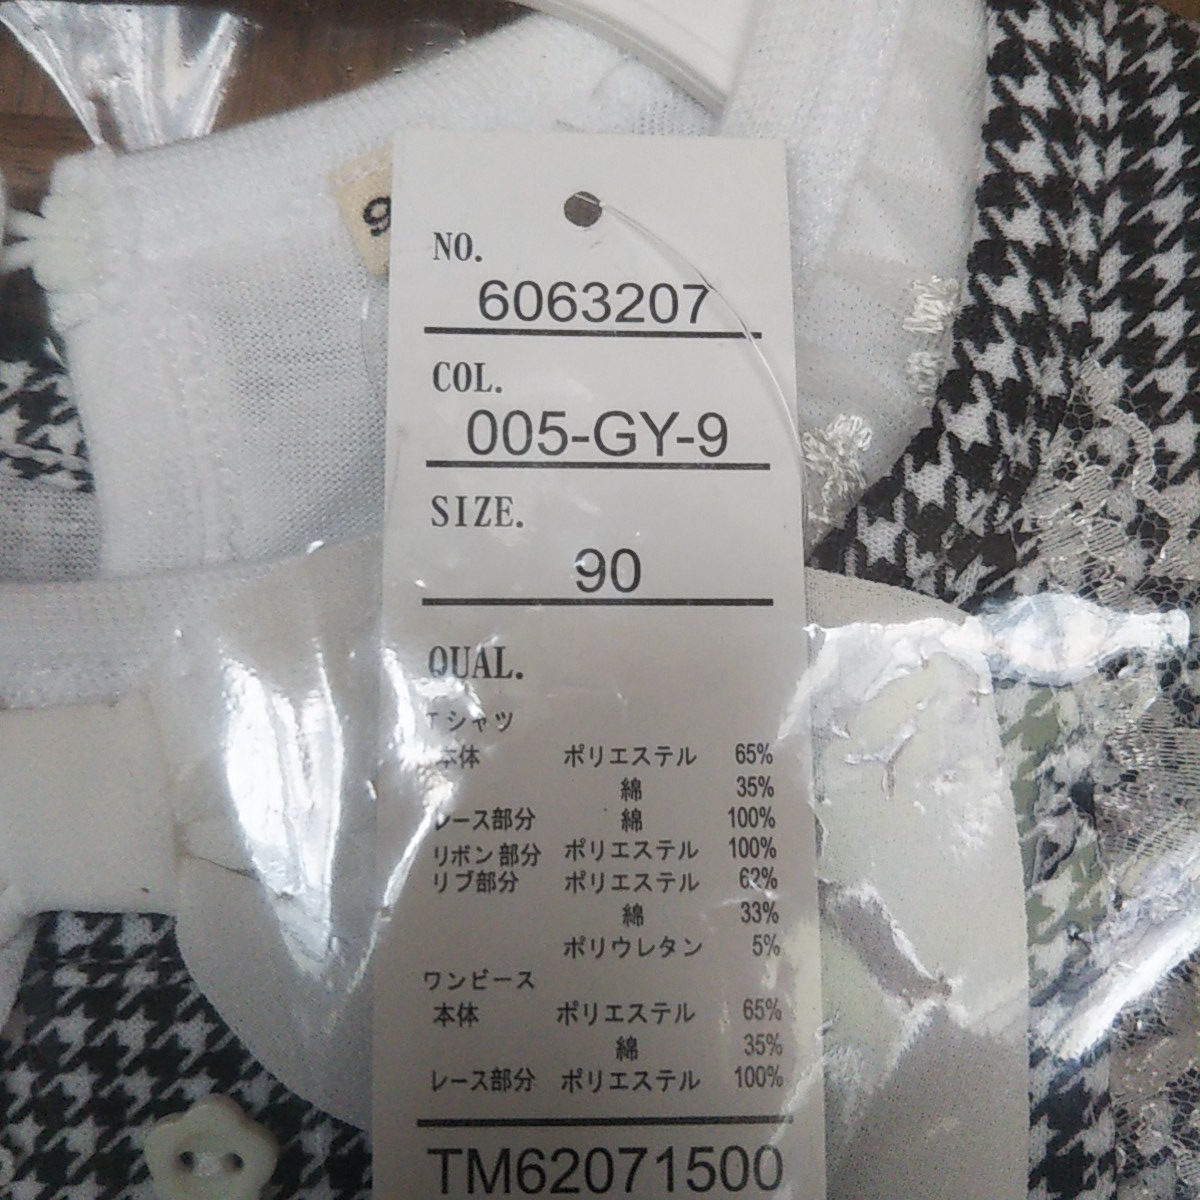 9
NO.
6063207
COL.
005-GY-9
SIZE.
90
QUAL.
Tシャツ
本体 ポリエステル 65%
綿 35%
レース部分 綿 100%
リボン部分 ポリエステル 100%
リブ部分 ポリエステル 62%
綿 33%
ポリウレタン 5%
ワンピース
本体 ポリエステル 65%
綿 35%
レース部分 ポリエステル 100%
TM62071500